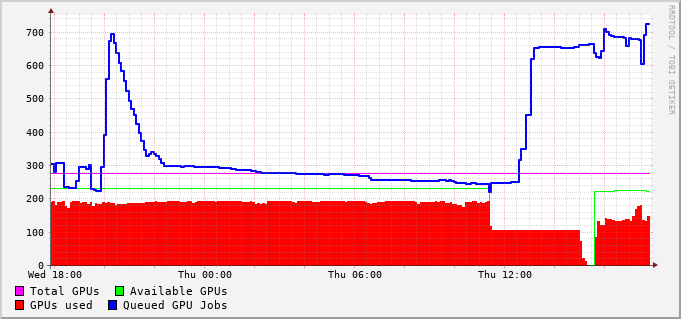 700
600
500
400
300
200
100
0
Wed 18:00 Thu 00:00 Thu 06:00 Thu 12:00
Total GPUs Available GPUs
GPUs used Queued GPU Jobs
RRDTOOL / TOBI OETIKER